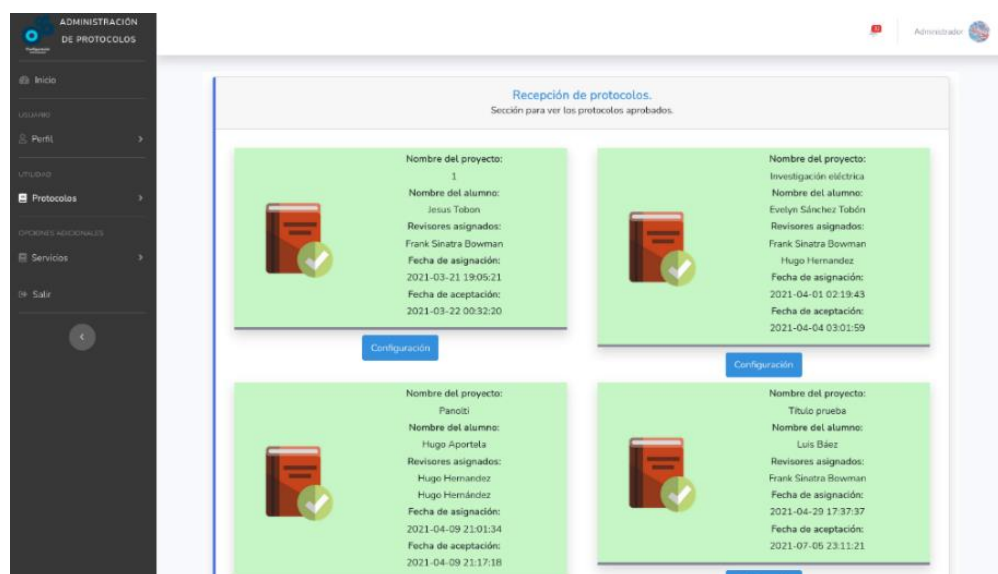 ADMINISTRACIÓN
DE PROTOCOLOS
Administrador
Inicio
USUARIO
Perfil
UTILIDAD
Protocolos
OPCIONES ADICIONALES
Servicios
Salir
Recepción de protocolos.
Sección para ver los protocolos aprobados.
Nombre del proyecto:
1
Nombre del alumno:
Jesus Tobon
Revisores asignados:
Frank Sinatra Bowman
Fecha de asignación:
2021-03-21 19:05:21
Fecha de aceptación:
2021-03-22 00:32:20
Configuración
Nombre del proyecto:
Investigación eléctrica
Nombre del alumno:
Evelyn Sánchez Tobón
Revisores asignados:
Frank Sinatra Bowman
Hugo Hernandez
Fecha de asignación:
2021-04-01 02:19:43
Fecha de aceptación:
2021-04-04 03:01:59
Configuración
Nombre del proyecto:
Panolti
Nombre del alumno:
Hugo Aportela
Revisores asignados:
Hugo Hernandez
Hugo Hernández
Fecha de asignación:
2021-04-09 21:01:34
Fecha de aceptación:
2021-04-09 21:17:18
Nombre del proyecto:
Titulo prueba
Nombre del alumno:
Luis Báez
Revisores asignados:
Frank Sinatra Bowman
Fecha de asignación:
2021-04-29 17:37:37
Fecha de aceptación:
2021-07-05 23:11:21